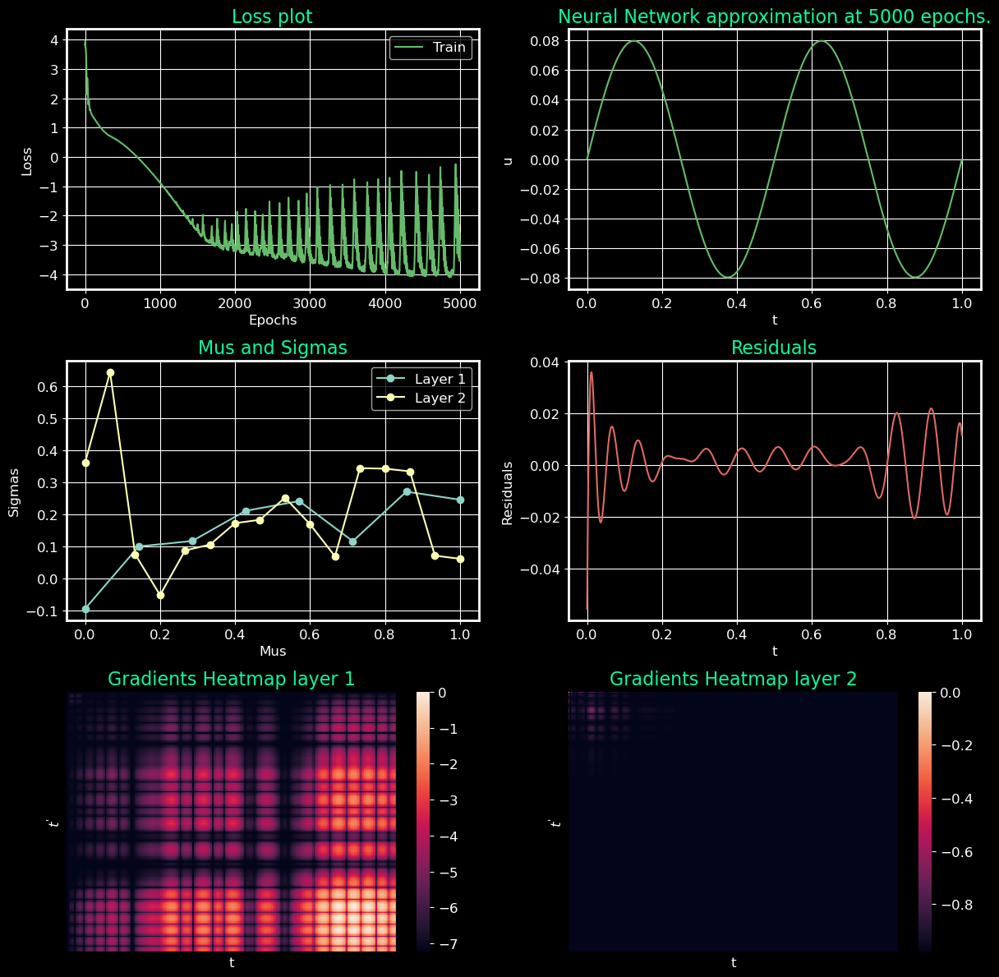 Loss plot
4
3
2
1
0
−1
−2
−3
−4
Loss
Train
0 1000 2000 3000 4000 5000
Epochs
Neural Network approximation at 5000 epochs.
0.08
0.06
0.04
0.02
0.00
−0.02
−0.04
−0.06
−0.08
u
0.0 0.2 0.4 0.6 0.8 1.0
t
Mus and Sigmas
0.6
0.5
0.4
0.3
0.2
0.1
0.0
−0.1
Sigmas
Layer 1
Layer 2
0.0 0.2 0.4 0.6 0.8 1.0
Mus
Residuals
0.04
0.02
0.00
−0.02
−0.04
Residuals
0.0 0.2 0.4 0.6 0.8 1.0
t
Gradients Heatmap layer 1
t'
t
0
−1
−2
−3
−4
−5
−6
−7
Gradients Heatmap layer 2
t'
t
0.0
−0.2
−0.4
−0.6
−0.8